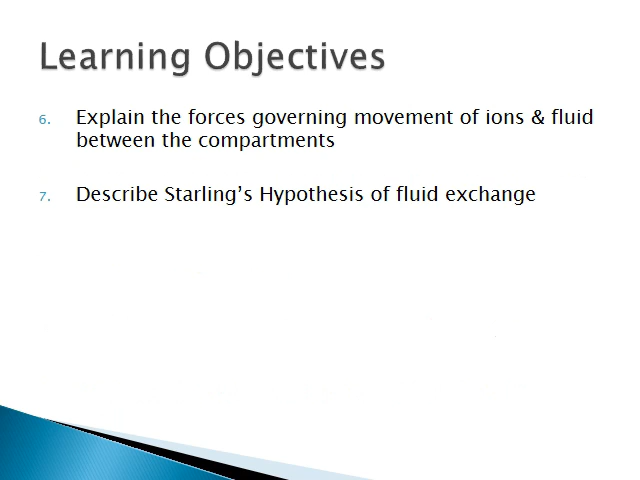 Learning Objectives
6. Explain the forces governing movement of ions & fluid
between the compartments
7. Describe Starling’s Hypothesis of fluid exchange